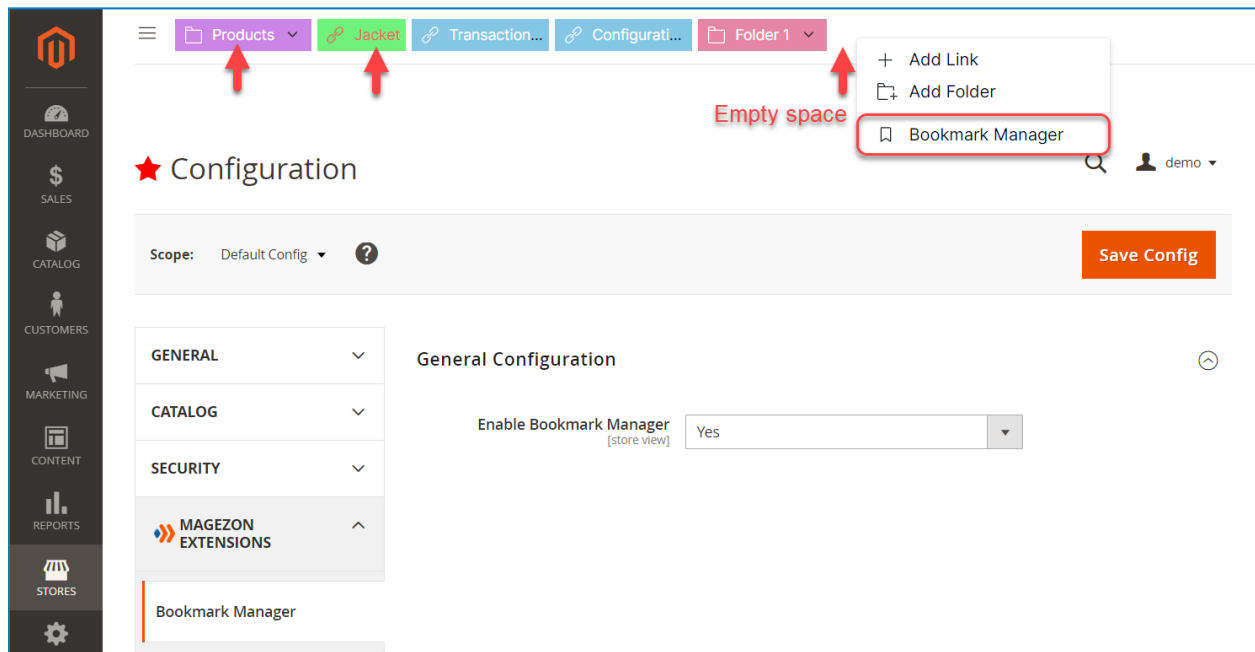 Products
Jacket
Transaction...
Configurati...
Folder 1
Add Link
Add Folder
Bookmark Manager
Empty space
DASHBOARD
SALES
CATALOG
CUSTOMERS
MARKETING
CONTENT
REPORTS
STORES
Configuration
demo
Scope: Default Config ?
Save Config
GENERAL
CATALOG
SECURITY
MAGEZON
EXTENSIONS
Bookmark Manager
General Configuration
Enable Bookmark Manager
[store view]
Yes